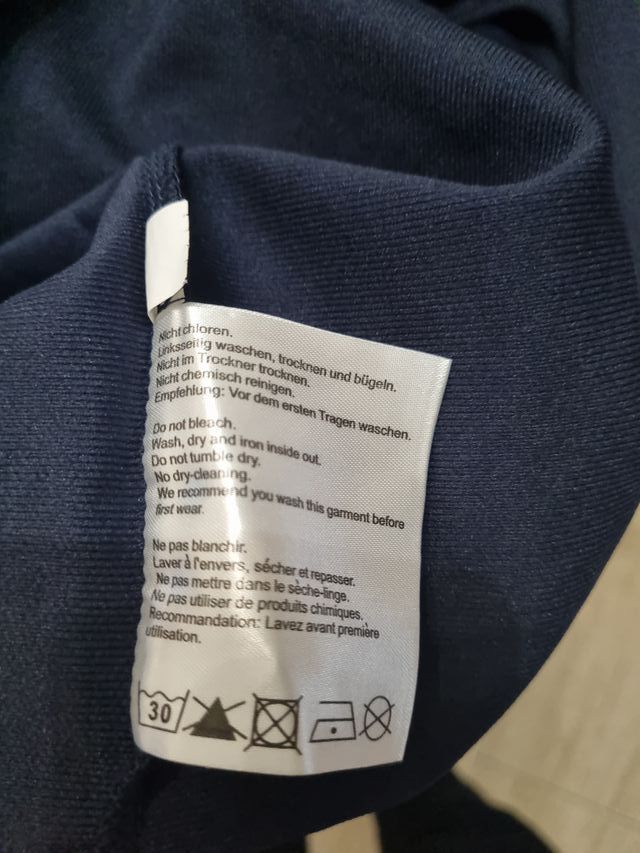 Nicht chloren.
Linksseitig waschen, trocknen und bügeln.
Nicht im Trockner trocknen.
Nicht chemisch reinigen.
Empfehlung: Vor dem ersten Tragen waschen.
Do not bleach.
Wash, dry and iron inside out.
Do not tumble dry.
No dry-cleaning.
We recommend you wash this garment before
first wear.
Ne pas blanchir.
Laver à l'envers, sécher et repasser.
Ne pas mettre dans le sèche-linge.
Ne pas utiliser de produits chimiques.
Recommandation: Lavez avant première
utilisation.
30